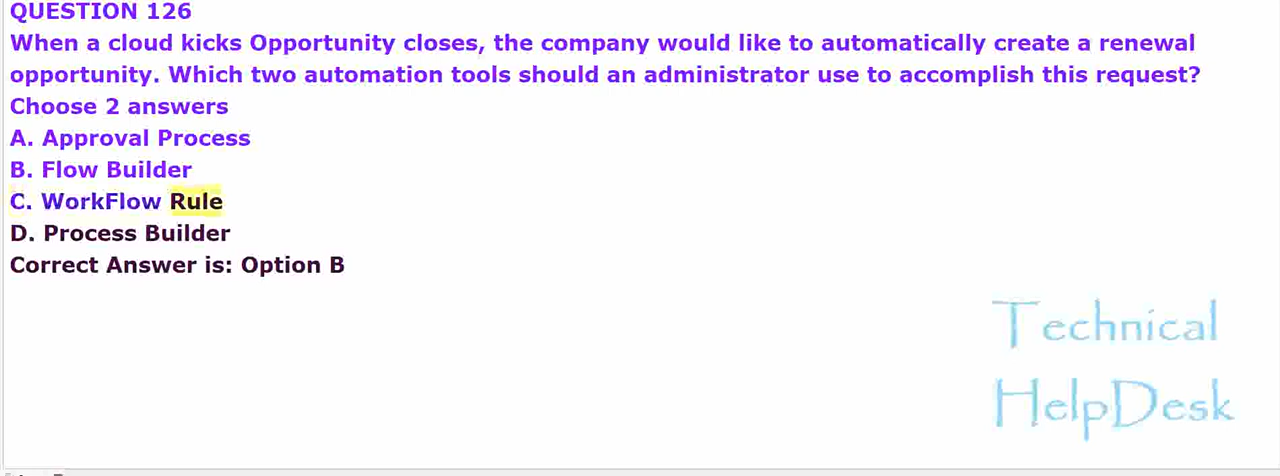 QUESTION 126
When a cloud kicks Opportunity closes, the company would like to automatically create a renewal
opportunity. Which two automation tools should an administrator use to accomplish this request?
Choose 2 answers
A. Approval Process
B. Flow Builder
C. WorkFlow Rule
D. Process Builder
Correct Answer is: Option B
Technical
HelpDesk